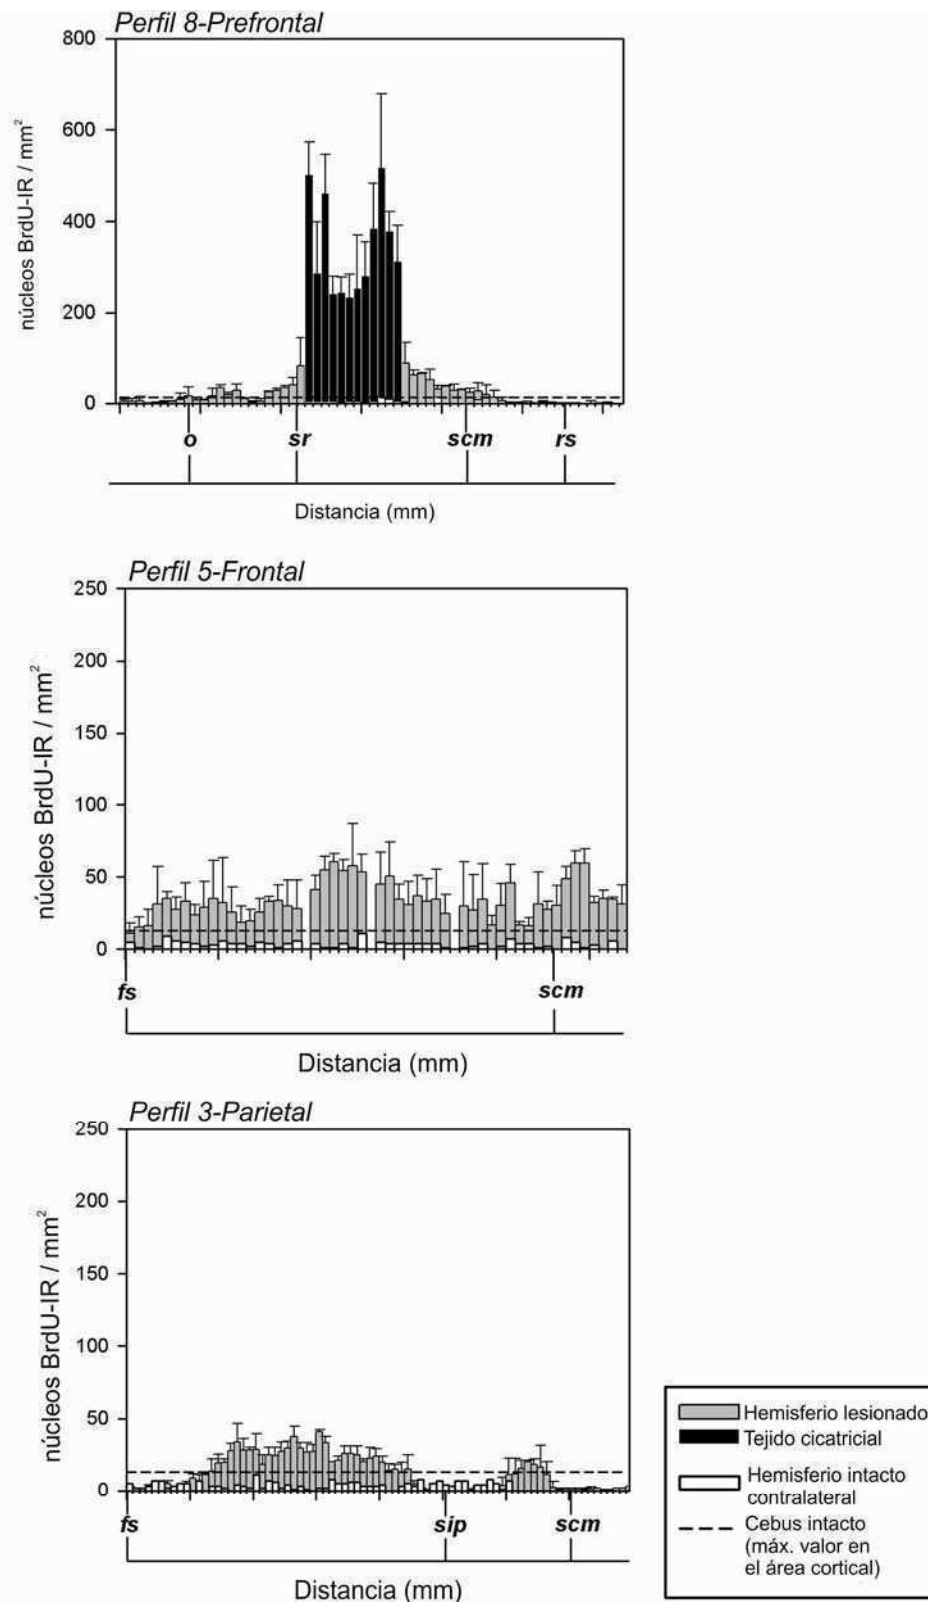 Perfil 8-Prefrontal
800
600
400
200
0
núcleos BrdU-IR / mm²
o sr scm rs
Distancia (mm)
Perfil 5-Frontal
250
200
150
100
50
0
núcleos BrdU-IR / mm²
fs scm
Distancia (mm)
Perfil 3-Parietal
250
200
150
100
50
0
núcleos BrdU-IR / mm²
fs sip scm
Distancia (mm)
Hemisferio lesionado
Tejido cicatricial
Hemisferio intacto
contralateral
Cebus intacto
(máx. valor en
el área cortical)